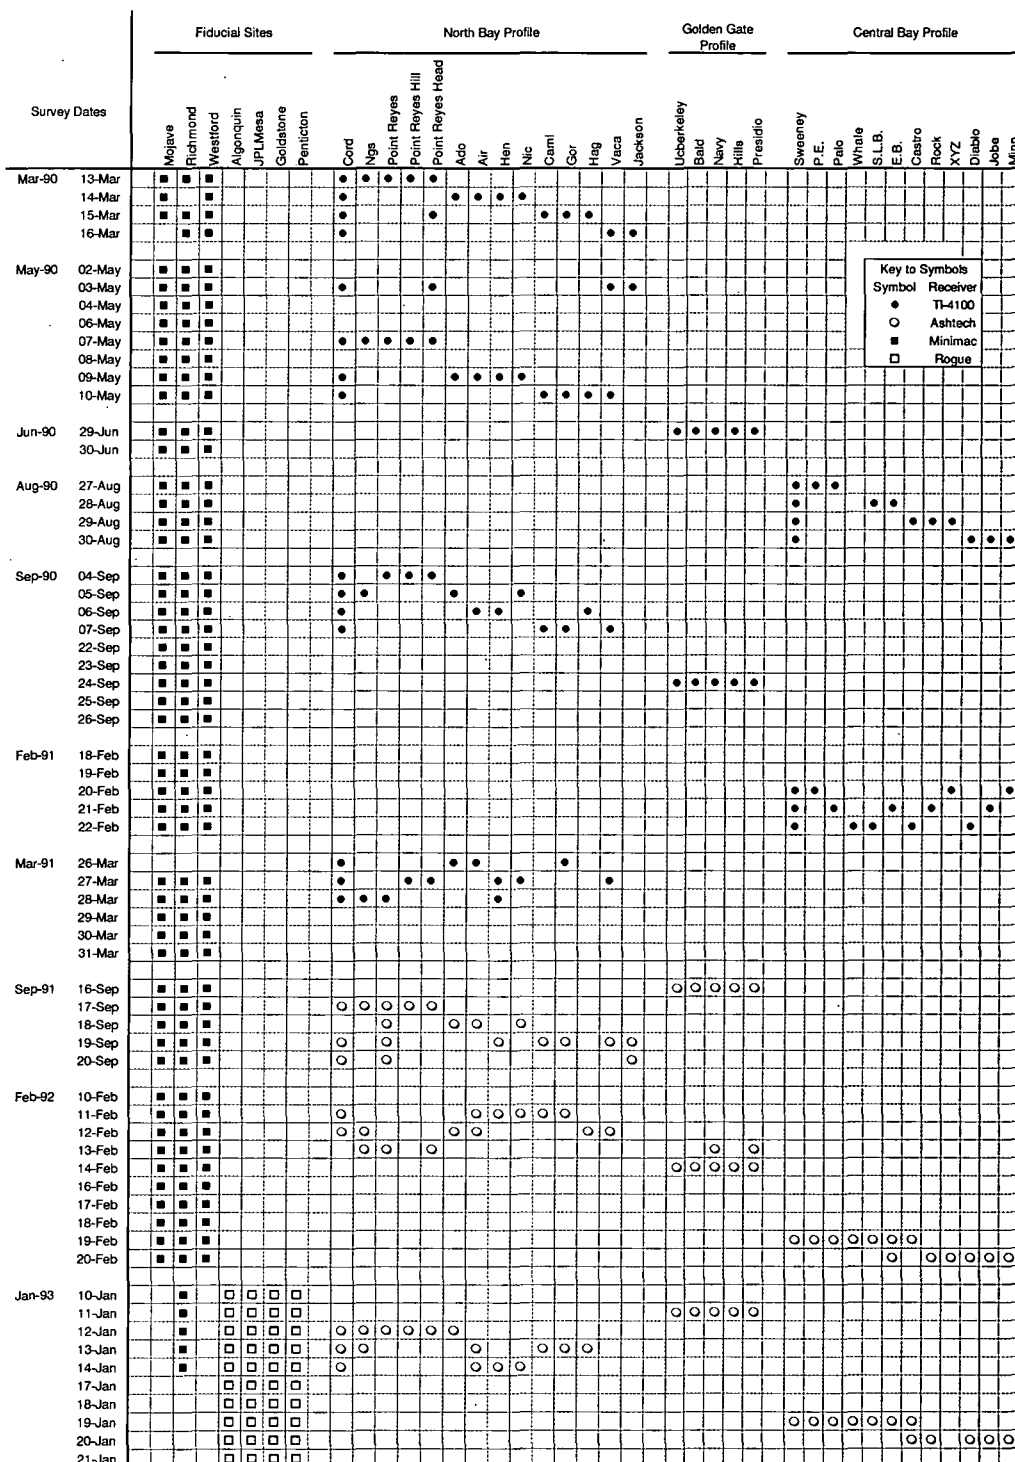 Fiducial Sites North Bay Profile Golden Gate Profile Central Bay Profile
Survey Dates
Mojave
Richmond
Westford
Algonquin
JPLMesa
Goldstone
Penticton
Cord
Ngs
Point Reyes
Point Reyes Hill
Point Reyes Head
Ado
Air
Hen
Nic
Caml
Gor
Hag
Vaca
Jackson
Ucberkeley
Bald
Navy
Hills
Presidio
Sweeney
P.E.
Palo
Whale
S.L.B.
E.B.
Castro
Rock
XYZ
Diablo
Jobe
Minn
Mar-90 13-Mar
14-Mar
15-Mar
16-Mar
May-90 02-May
03-May
04-May
06-May
07-May
08-May
09-May
10-May
Key to Symbols
Symbol Receiver
TI-4100
Ashtech
Minimac
Rogue
Jun-90 29-Jun
30-Jun
Aug-90 27-Aug
28-Aug
29-Aug
30-Aug
Sep-90 04-Sep
05-Sep
06-Sep
07-Sep
22-Sep
23-Sep
24-Sep
25-Sep
26-Sep
Feb-91 18-Feb
19-Feb
20-Feb
21-Feb
22-Feb
Mar-91 26-Mar
27-Mar
28-Mar
29-Mar
30-Mar
31-Mar
Sep-91 16-Sep
17-Sep
18-Sep
19-Sep
20-Sep
Feb-92 10-Feb
11-Feb
12-Feb
13-Feb
14-Feb
16-Feb
17-Feb
18-Feb
19-Feb
20-Feb
Jan-93 10-Jan
11-Jan
12-Jan
13-Jan
14-Jan
17-Jan
18-Jan
19-Jan
20-Jan
21-Jan